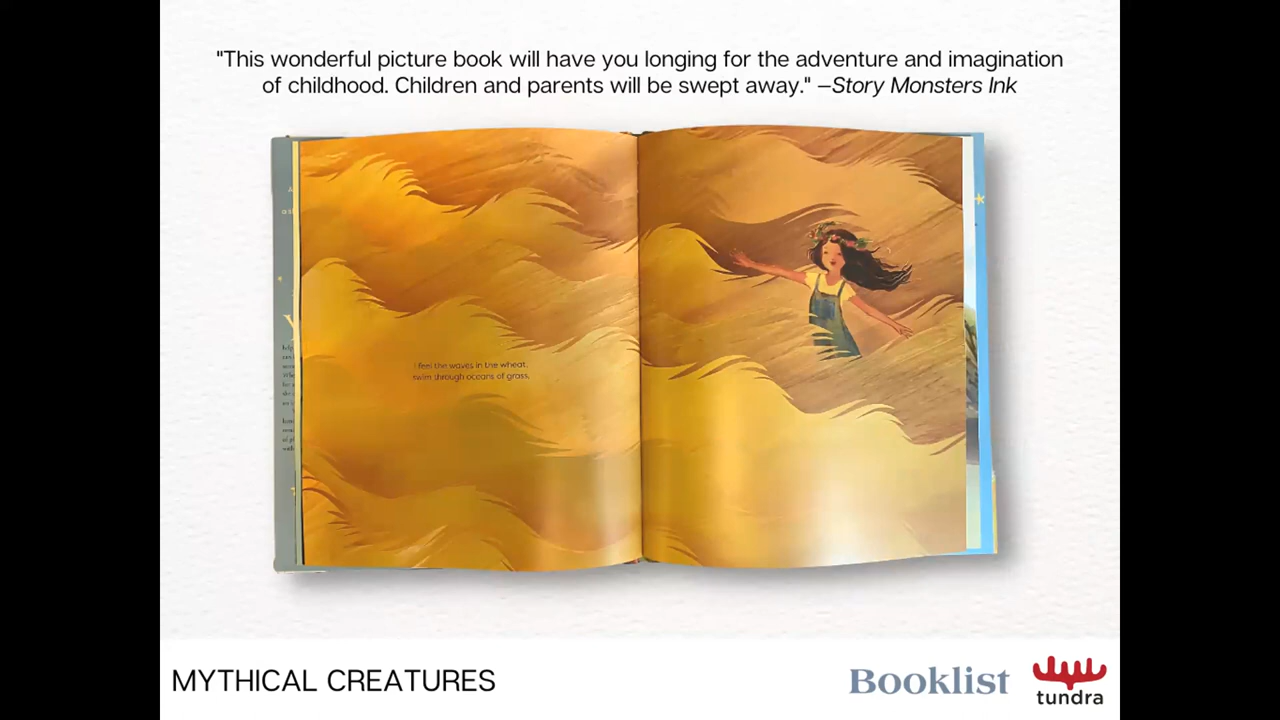 "This wonderful picture book will have you longing for the adventure and imagination
of childhood. Children and parents will be swept away." —Story Monsters Ink
I feel the waves in the wheat,
swim through oceans of grass,
MYTHICAL CREATURES
Booklist
tundra